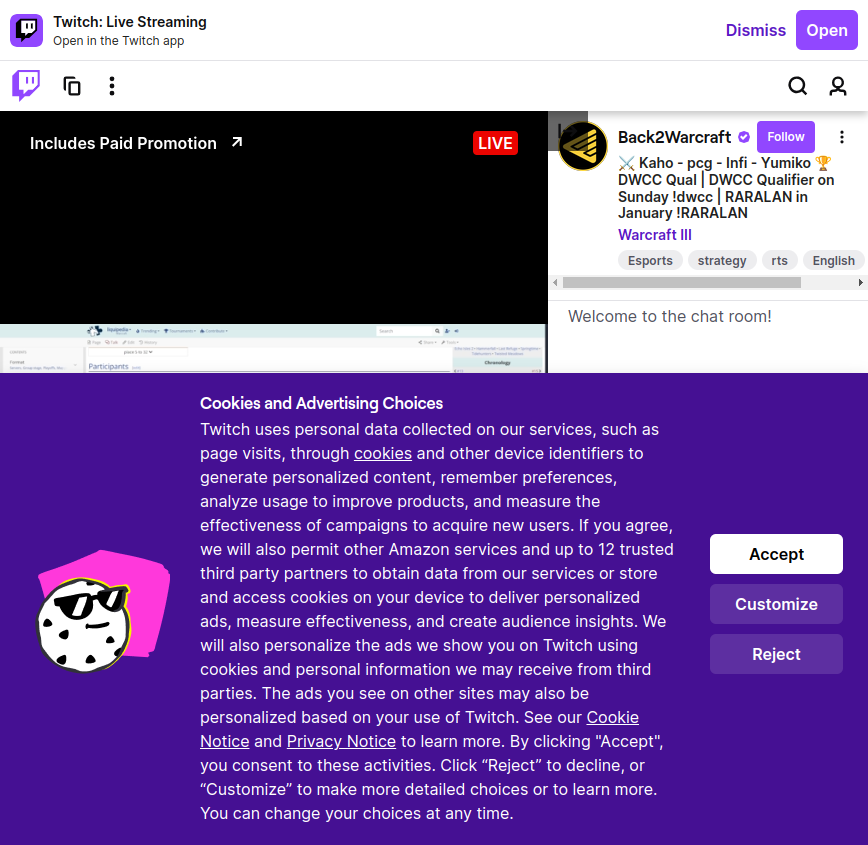 Twitch: Live Streaming
Open in the Twitch app
Dismiss
Open
Includes Paid Promotion
LIVE
Back2Warcraft
Follow
⚔️ Kaho - pcg - Infi - Yumiko 🏆
DWCC Qual | DWCC Qualifier on
Sunday !dwcc | RARALAN in
January !RARALAN
Warcraft III
Esports
strategy
rts
English
Welcome to the chat room!
Search
Participants
Chronology
Cookies and Advertising Choices
Twitch uses personal data collected on our services, such as
page visits, through cookies and other device identifiers to
generate personalized content, remember preferences,
analyze usage to improve products, and measure the
effectiveness of campaigns to acquire new users. If you agree,
we will also permit other Amazon services and up to 12 trusted
third party partners to obtain data from our services or store
and access cookies on your device to deliver personalized
ads, measure effectiveness, and create audience insights. We
will also personalize the ads we show you on Twitch using
cookies and personal information we may receive from third
parties. The ads you see on other sites may also be
personalized based on your use of Twitch. See our Cookie
Notice and Privacy Notice to learn more. By clicking "Accept",
you consent to these activities. Click “Reject” to decline, or
“Customize” to make more detailed choices or to learn more.
You can change your choices at any time.
Accept
Customize
Reject